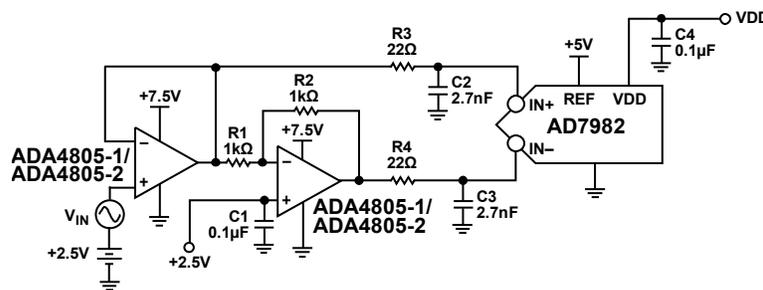 R3
22Ω
C4
0.1µF
VDD
+5V
REF
VDD
IN+
AD7982
IN–
C2
2.7nF
R2
1kΩ
+7.5V
+7.5V
R1
1kΩ
R4
22Ω
ADA4805-1/
ADA4805-2
–
+
–
+
VIN
+2.5V
+2.5V
C1
0.1µF
ADA4805-1/
ADA4805-2
C3
2.7nF